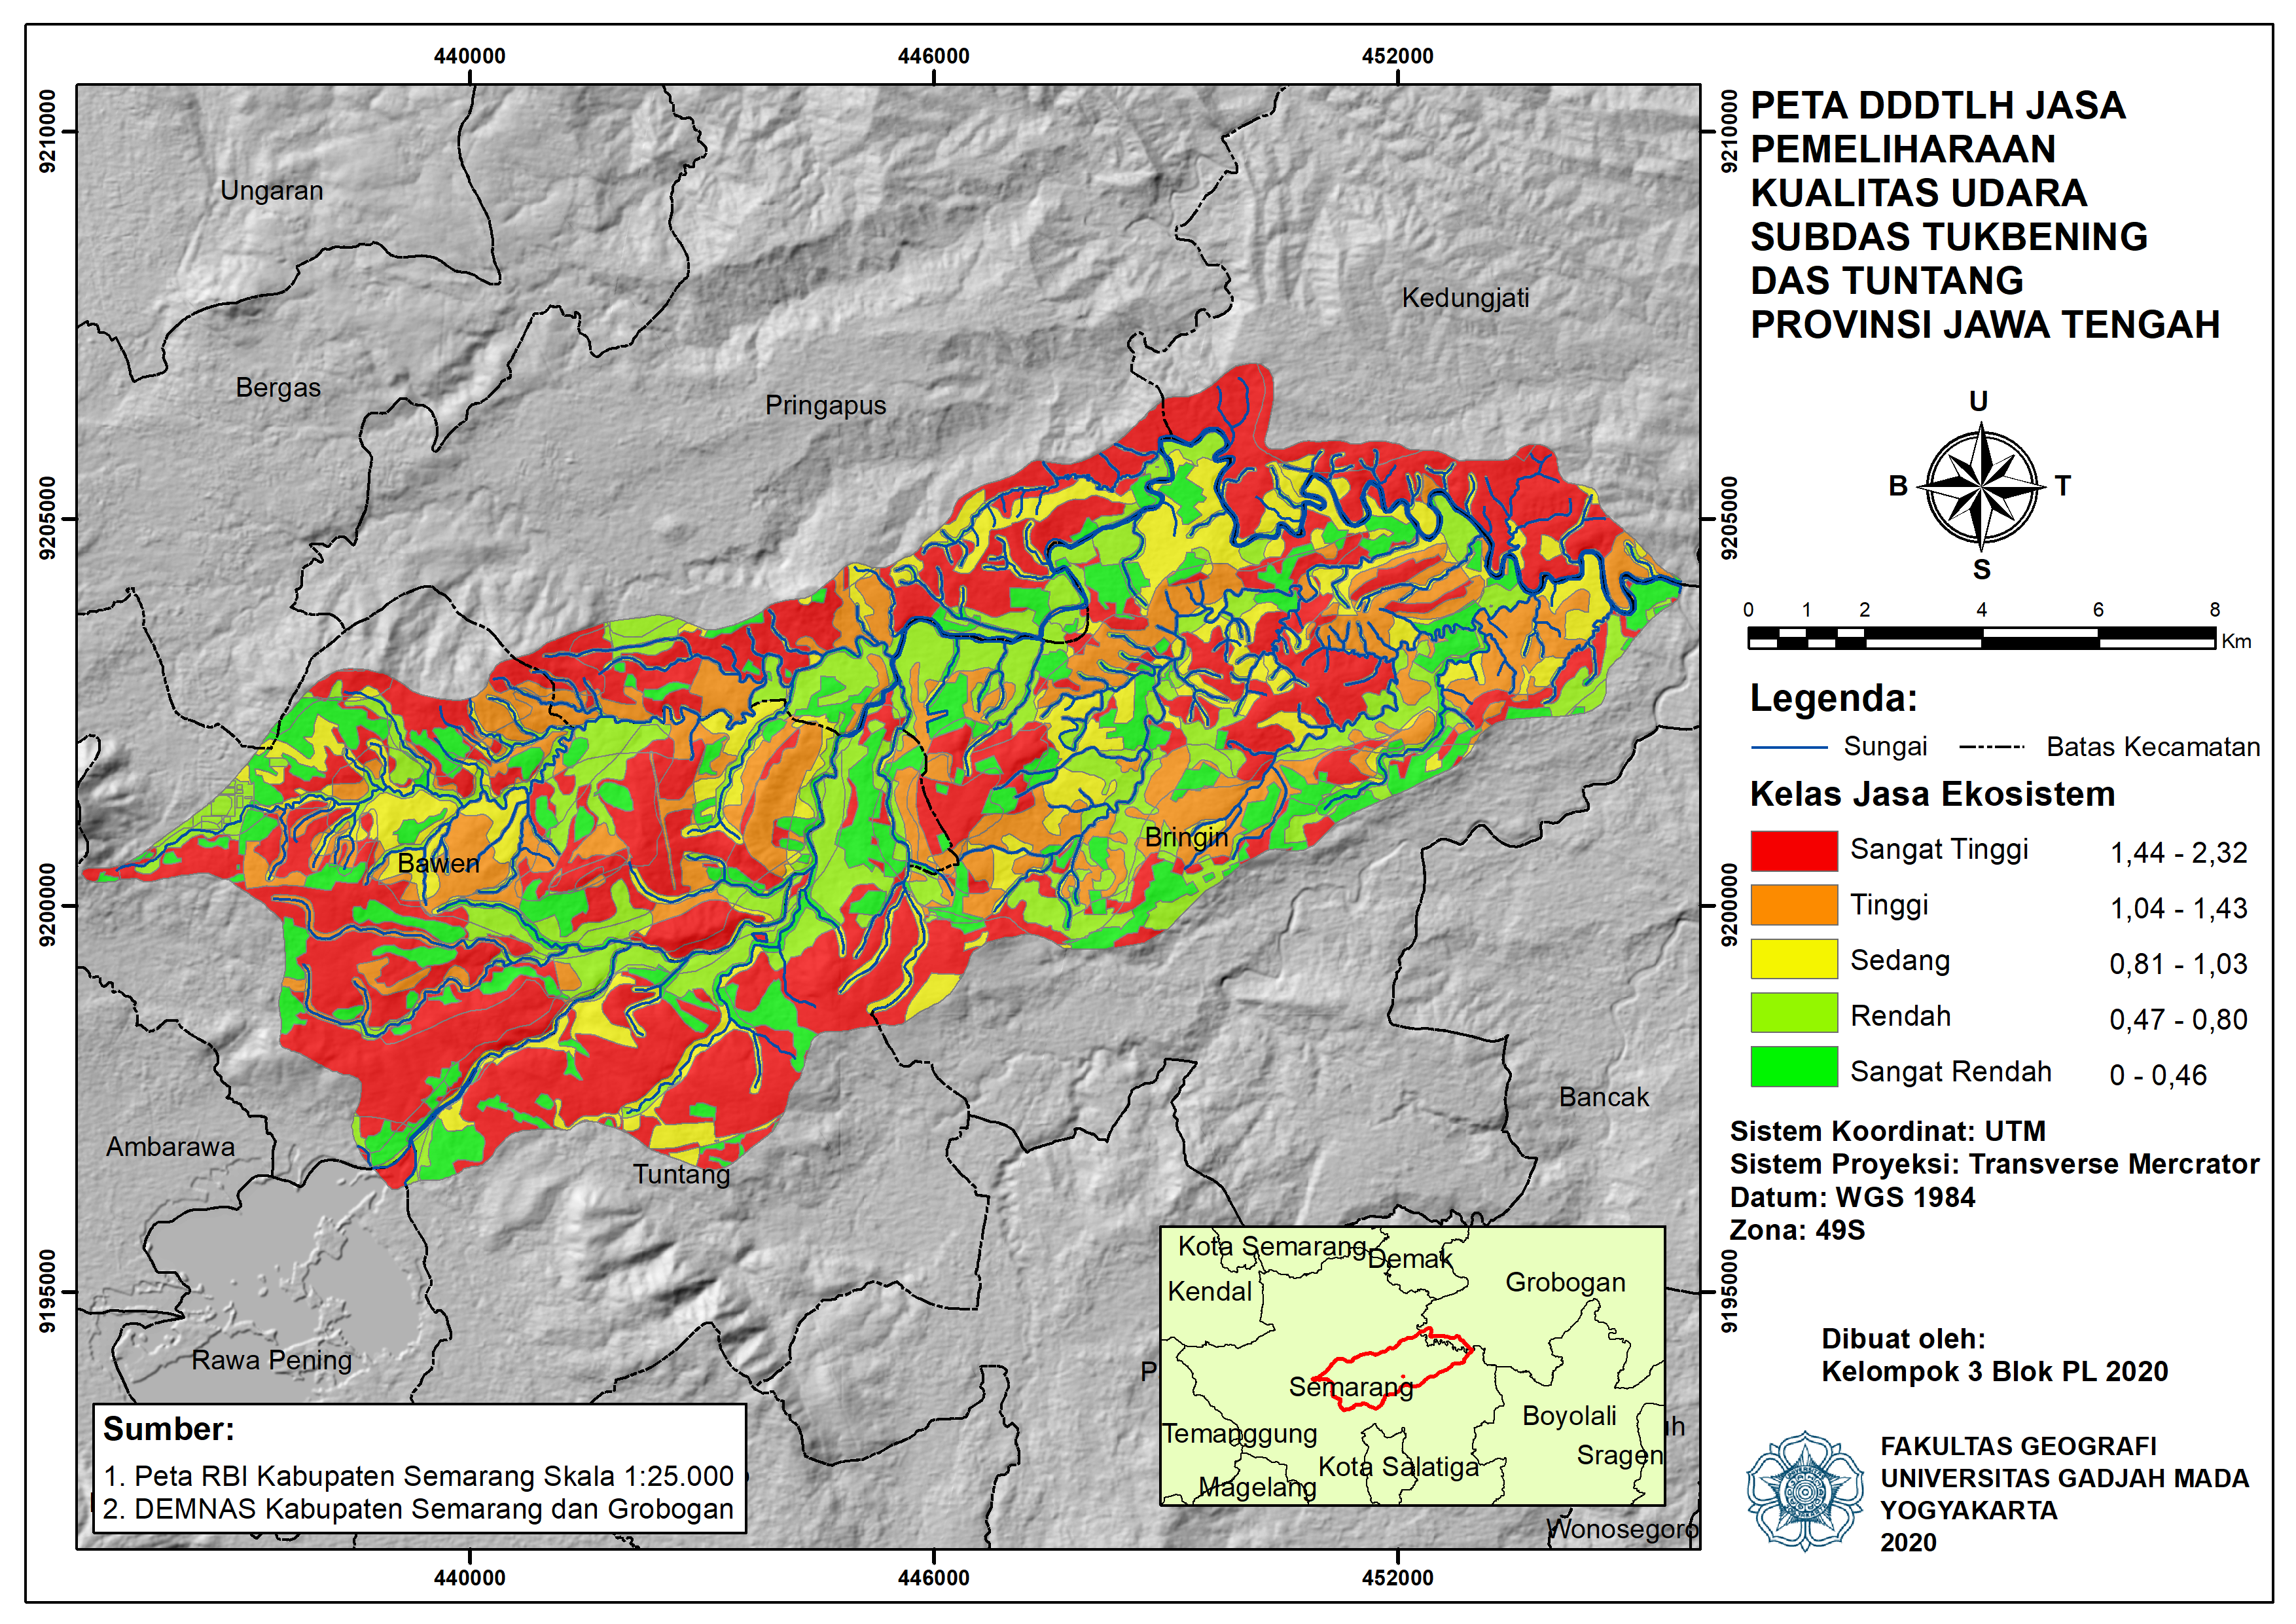 440000
446000
452000
9210000
9205000
9200000
9195000
9210000
9205000
9200000
9195000
440000
446000
452000
Ungaran
Bergas
Pringapus
Kedungjati
Bawen
Bringin
Ambarawa
Tuntang
Bancak
Rawa Pening
Wonosegoro
P
Sumber:
1. Peta RBI Kabupaten Semarang Skala 1:25.000
2. DEMNAS Kabupaten Semarang dan Grobogan
Kota Semarang
Demak
Kendal
Grobogan
Semarang
Boyolali
Temanggung
Kota Salatiga
Sragen
Magelang
PETA DDDTLH JASA
PEMELIHARAAN
KUALITAS UDARA
SUBDAS TUKBENING
DAS TUNTANG
PROVINSI JAWA TENGAH
U
B
T
S
0 1 2 4 6 8
Km
Legenda:
Sungai
Batas Kecamatan
Kelas Jasa Ekosistem
Sangat Tinggi 1,44 - 2,32
Tinggi 1,04 - 1,43
Sedang 0,81 - 1,03
Rendah 0,47 - 0,80
Sangat Rendah 0 - 0,46
Sistem Koordinat: UTM
Sistem Proyeksi: Transverse Mercrator
Datum: WGS 1984
Zona: 49S
Dibuat oleh:
Kelompok 3 Blok PL 2020
FAKULTAS GEOGRAFI
UNIVERSITAS GADJAH MADA
YOGYAKARTA
2020